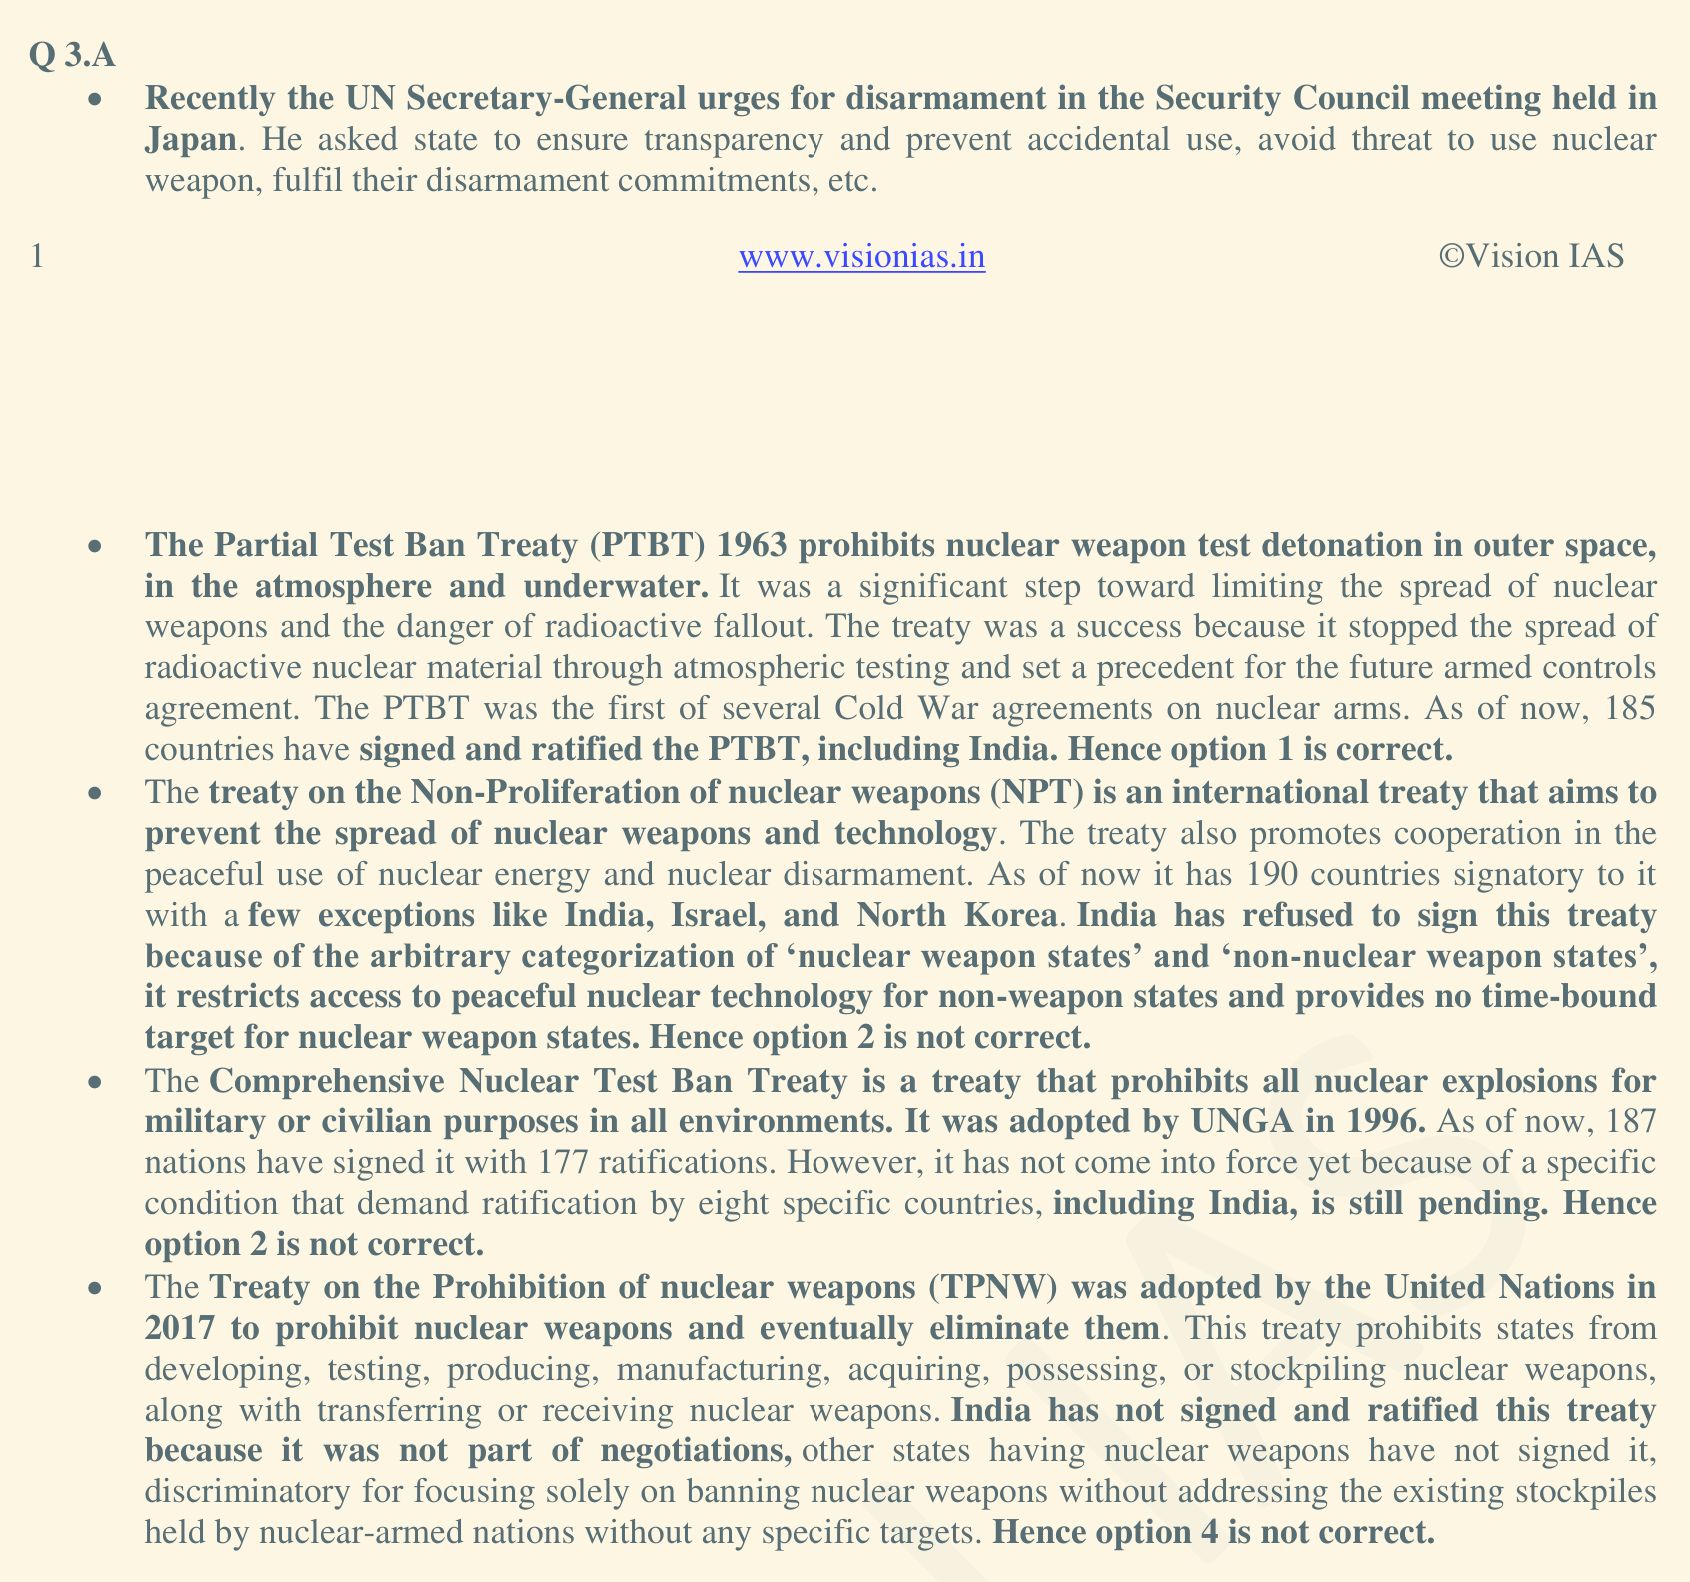 Q 3.A
• Recently the UN Secretary-General urges for disarmament in the Security Council meeting held in
Japan. He asked state to ensure transparency and prevent accidental use, avoid threat to use nuclear
weapon, fulfil their disarmament commitments, etc.
1 www.visionias.in ©Vision IAS
• The Partial Test Ban Treaty (PTBT) 1963 prohibits nuclear weapon test detonation in outer space,
in the atmosphere and underwater. It was a significant step toward limiting the spread of nuclear
weapons and the danger of radioactive fallout. The treaty was a success because it stopped the spread of
radioactive nuclear material through atmospheric testing and set a precedent for the future armed controls
agreement. The PTBT was the first of several Cold War agreements on nuclear arms. As of now, 185
countries have signed and ratified the PTBT, including India. Hence option 1 is correct.
• The treaty on the Non-Proliferation of nuclear weapons (NPT) is an international treaty that aims to
prevent the spread of nuclear weapons and technology. The treaty also promotes cooperation in the
peaceful use of nuclear energy and nuclear disarmament. As of now it has 190 countries signatory to it
with a few exceptions like India, Israel, and North Korea. India has refused to sign this treaty
because of the arbitrary categorization of ‘nuclear weapon states’ and ‘non-nuclear weapon states’,
it restricts access to peaceful nuclear technology for non-weapon states and provides no time-bound
target for nuclear weapon states. Hence option 2 is not correct.
• The Comprehensive Nuclear Test Ban Treaty is a treaty that prohibits all nuclear explosions for
military or civilian purposes in all environments. It was adopted by UNGA in 1996. As of now, 187
nations have signed it with 177 ratifications. However, it has not come into force yet because of a specific
condition that demand ratification by eight specific countries, including India, is still pending. Hence
option 2 is not correct.
• The Treaty on the Prohibition of nuclear weapons (TPNW) was adopted by the United Nations in
2017 to prohibit nuclear weapons and eventually eliminate them. This treaty prohibits states from
developing, testing, producing, manufacturing, acquiring, possessing, or stockpiling nuclear weapons,
along with transferring or receiving nuclear weapons. India has not signed and ratified this treaty
because it was not part of negotiations, other states having nuclear weapons have not signed it,
discriminatory for focusing solely on banning nuclear weapons without addressing the existing stockpiles
held by nuclear-armed nations without any specific targets. Hence option 4 is not correct.
IAS